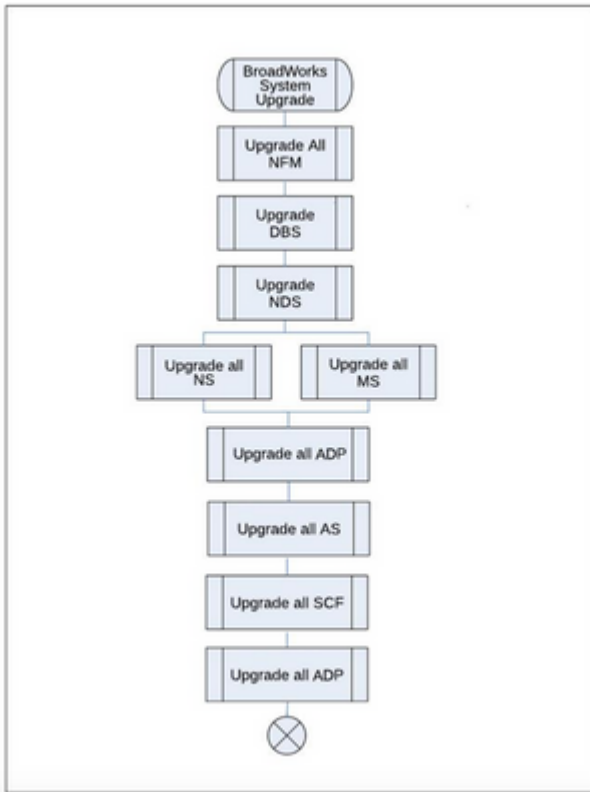 BroadWorks
System
Upgrade
Upgrade All
NFM
Upgrade
DBS
Upgrade
NDS
Upgrade all
NS
Upgrade all
MS
Upgrade all ADP
Upgrade all AS
Upgrade all SCF
Upgrade all ADP